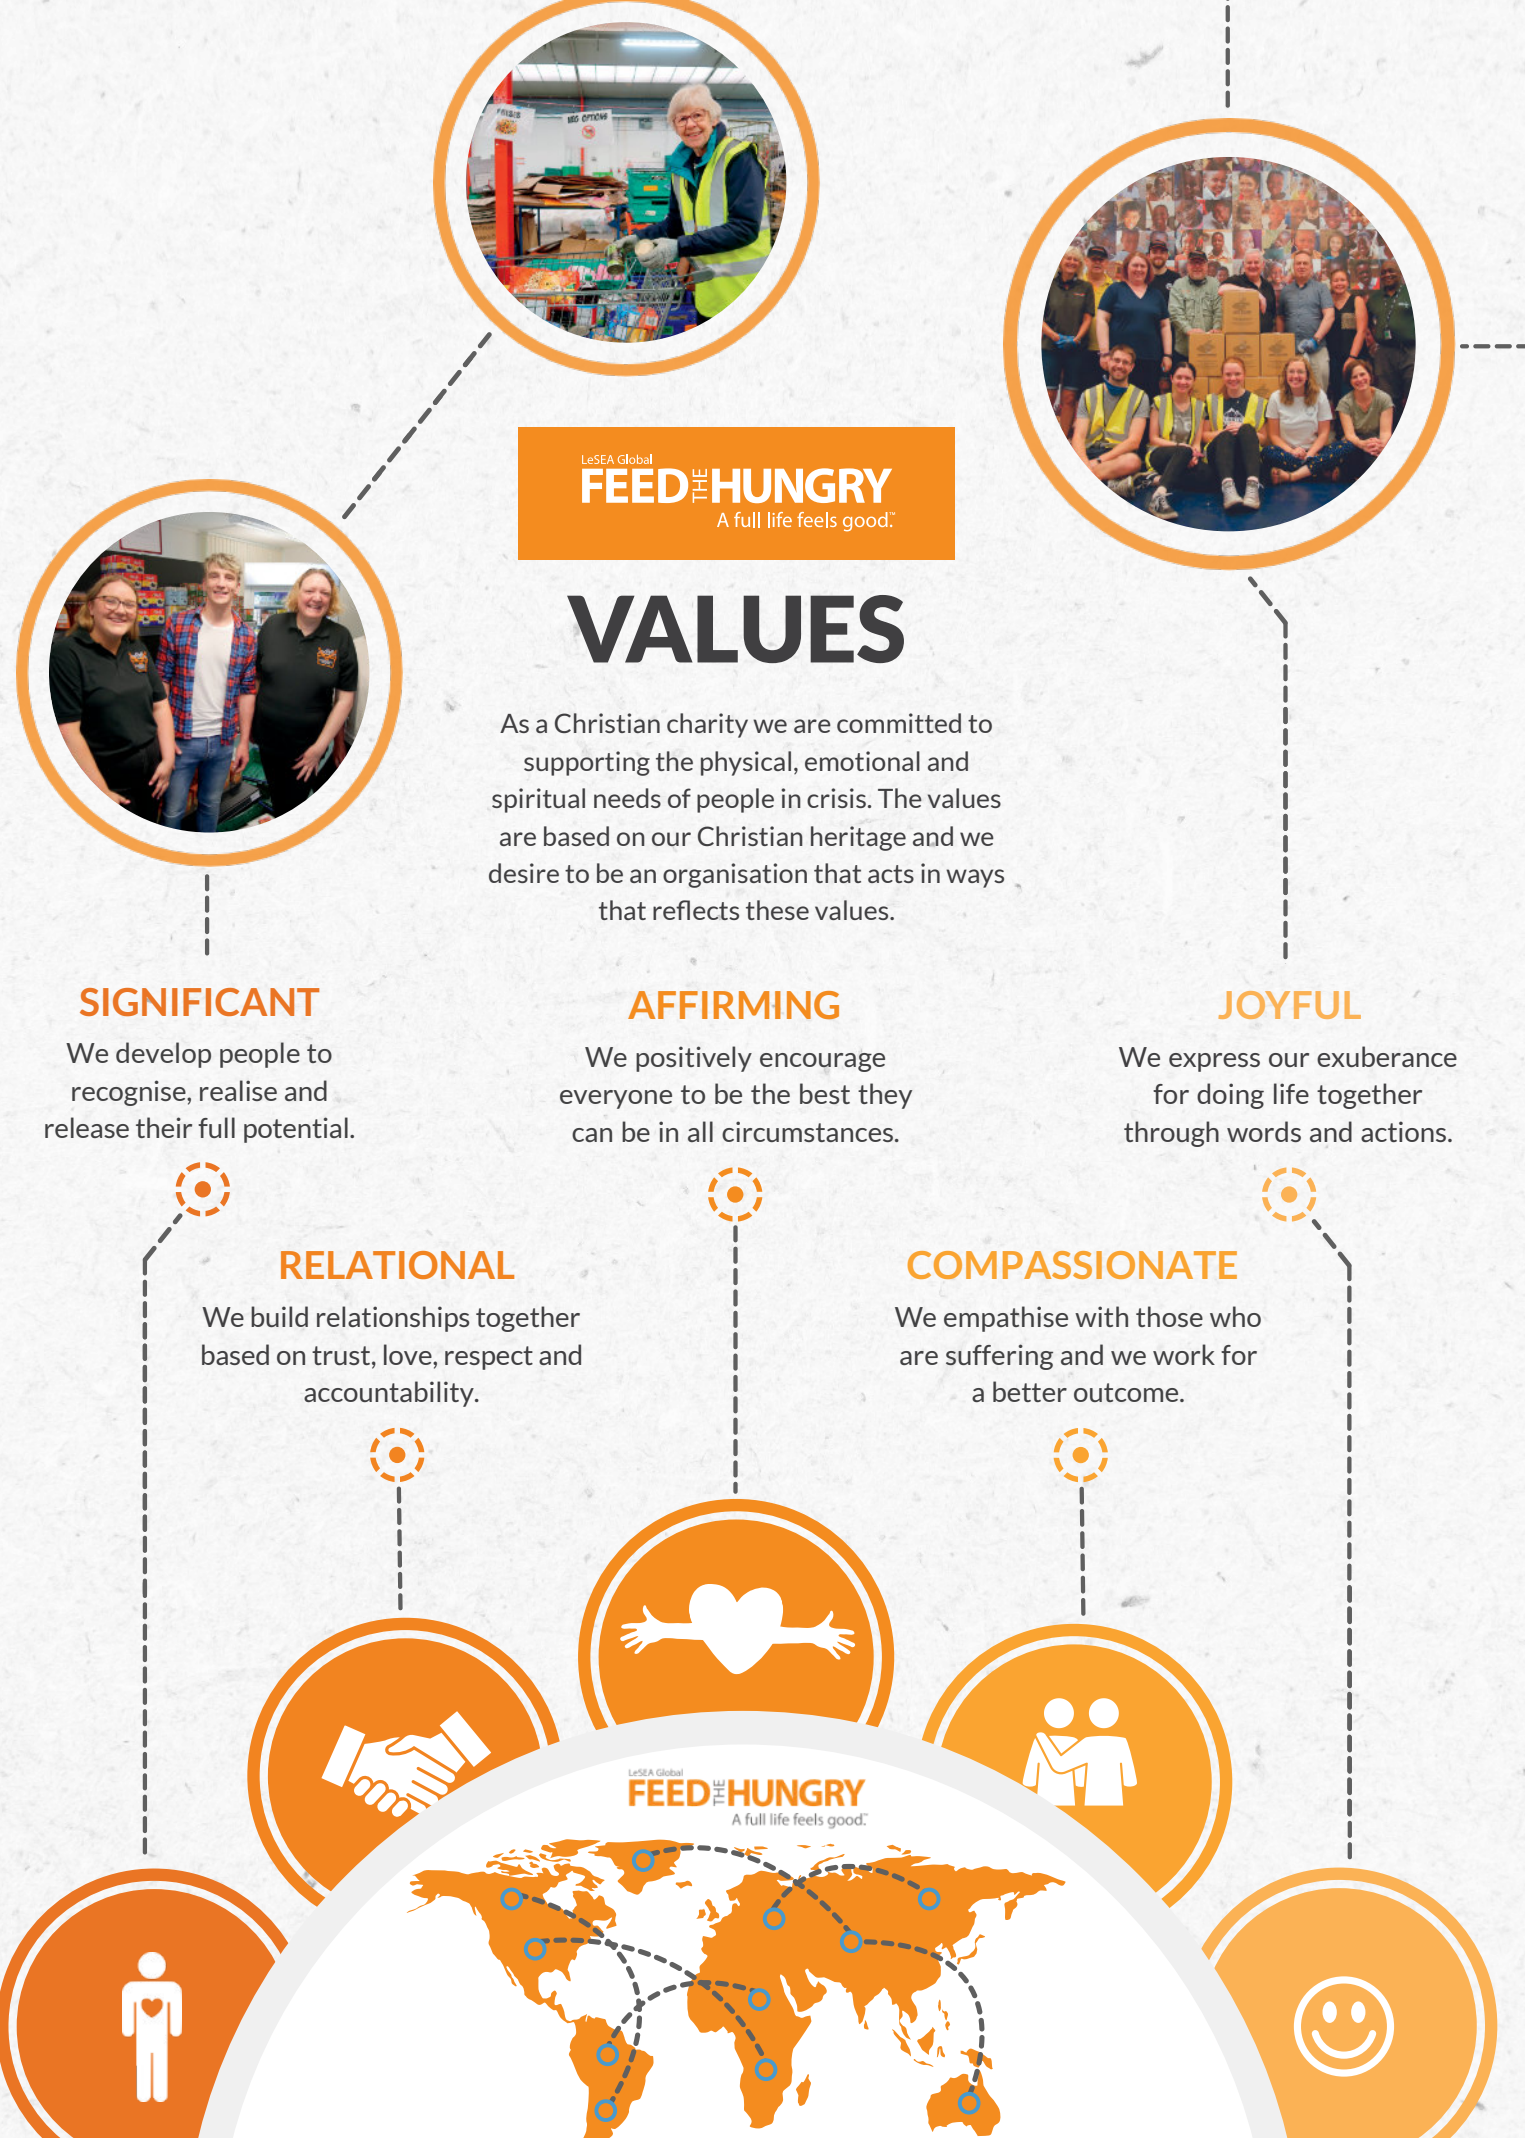 VEG OPTIONS
LeSEA Global
FEED THE HUNGRY
A full life feels good.™
VALUES
As a Christian charity we are committed to
supporting the physical, emotional and
spiritual needs of people in crisis. The values
are based on our Christian heritage and we
desire to be an organisation that acts in ways
that reflects these values.
SIGNIFICANT
We develop people to
recognise, realise and
release their full potential.
AFFIRMING
We positively encourage
everyone to be the best they
can be in all circumstances.
JOYFUL
We express our exuberance
for doing life together
through words and actions.
RELATIONAL
We build relationships together
based on trust, love, respect and
accountability.
COMPASSIONATE
We empathise with those who
are suffering and we work for
a better outcome.
LeSEA Global
FEED THE HUNGRY
A full life feels good.™